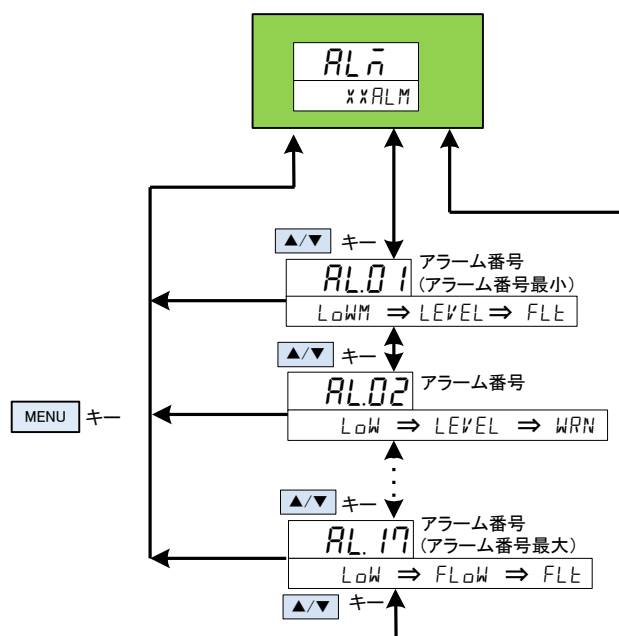 ALM
XXALM
▲/▼ キー
アラーム番号
AL.01
(アラーム番号最小)
LoWM ⇒ LEVEL ⇒ FLt
▲/▼ キー
AL.02
アラーム番号
LoW ⇒ LEVEL ⇒ WRN
MENU キー
▲/▼ キー
アラーム番号
AL.17
(アラーム番号最大)
LoW ⇒ FLoW ⇒ FLt
▲/▼ キー